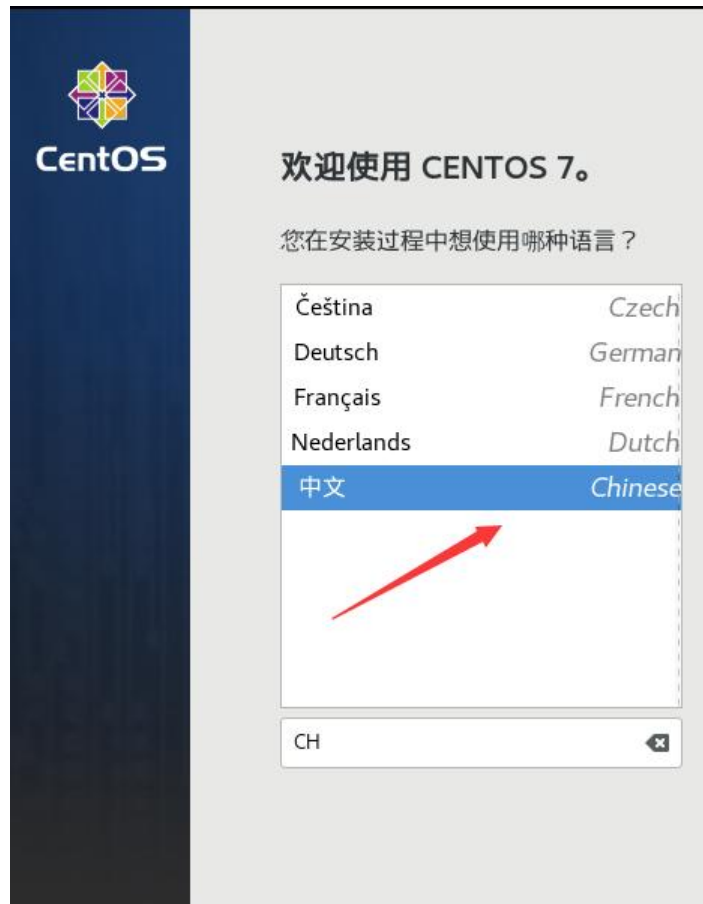 CentOS
欢迎使用 CENTOS 7。
您在安装过程中想使用哪种语言？
Čeština Czech
Deutsch German
Français French
Nederlands Dutch
中文 Chinese
CH